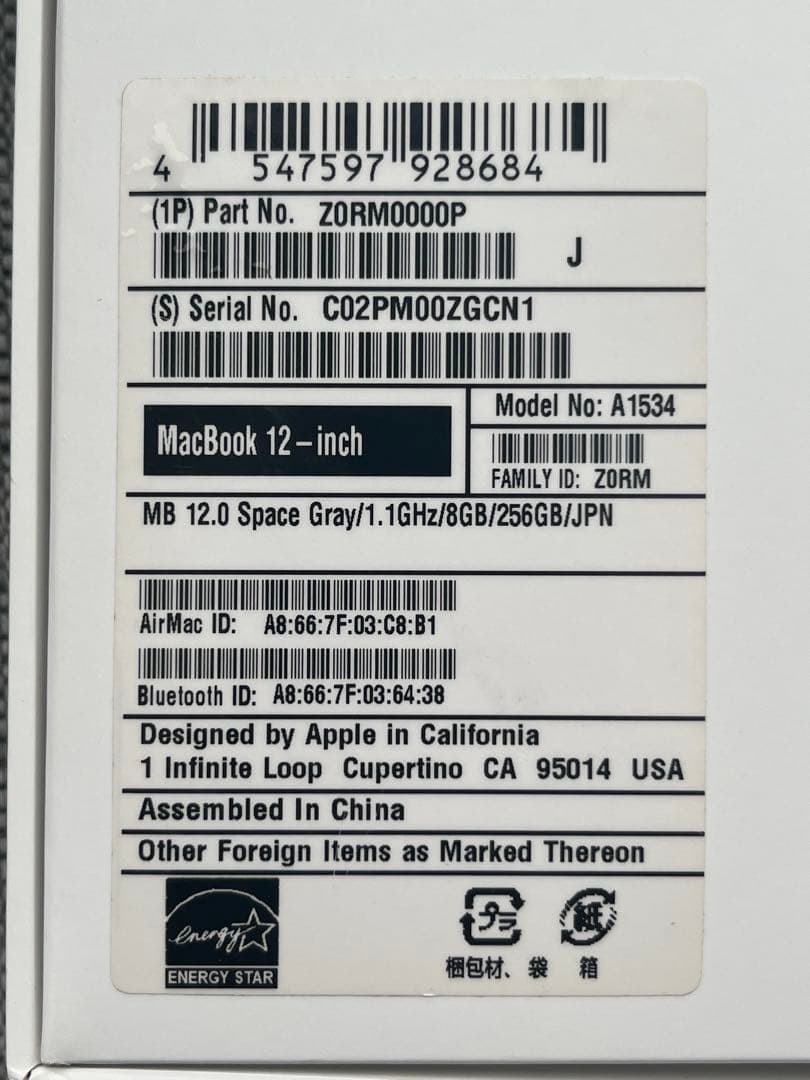 4 547597 928684
(1P) Part No. Z0RM0000P
J
(S) Serial No. C02PM00ZGCN1
MacBook 12-inch
Model No: A1534
FAMILY ID: Z0RM
MB 12.0 Space Gray/1.1GHz/8GB/256GB/JPN
AirMac ID: A8:66:7F:03:C8:B1
Bluetooth ID: A8:66:7F:03:64:38
Designed by Apple in California
1 Infinite Loop Cupertino CA 95014 USA
Assembled In China
Other Foreign Items as Marked Thereon
energy
ENERGY STAR
プラ
紙
梱包材、袋
箱